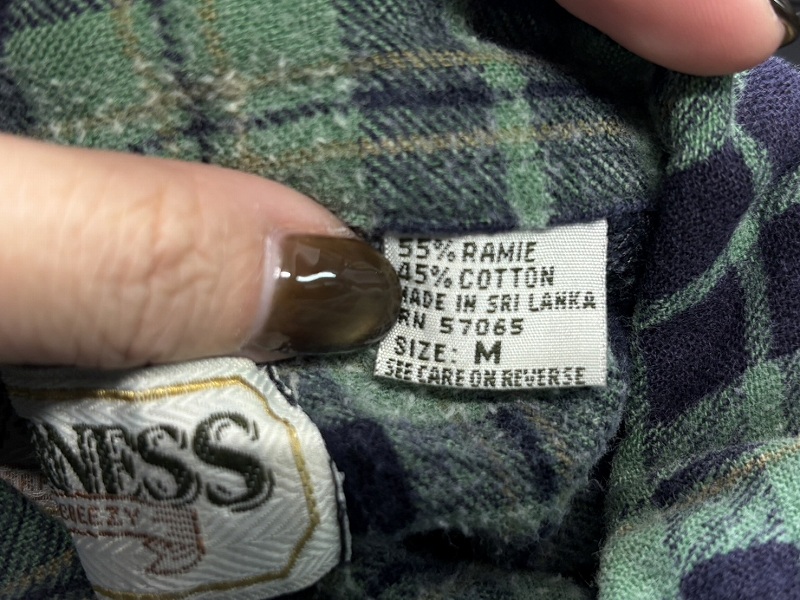 55% RAMIE
45% COTTON
MADE IN SRI LANKA
RN 57065
SIZE: M
SEE CARE ON REVERSE
NESS